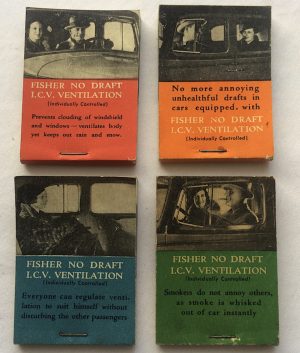 FISHER NO DRAFT
I.C.V. VENTILATION
(Individually Controlled)
Prevents clouding of windshield
and windows—ventilates body
yet keeps out rain and snow.
No more annoying
unhealthful drafts in
cars equipped with
FISHER NO DRAFT
I.C.V. VENTILATION
(Individually Controlled)
FISHER NO DRAFT
I.C.V. VENTILATION
(Individually Controlled)
Everyone can regulate venti-
lation to suit himself without
disturbing the other passengers
FISHER NO DRAFT
I.C.V. VENTILATION
(Individually Controlled)
Smokers do not annoy others,
as smoke is whisked
out of car instantly